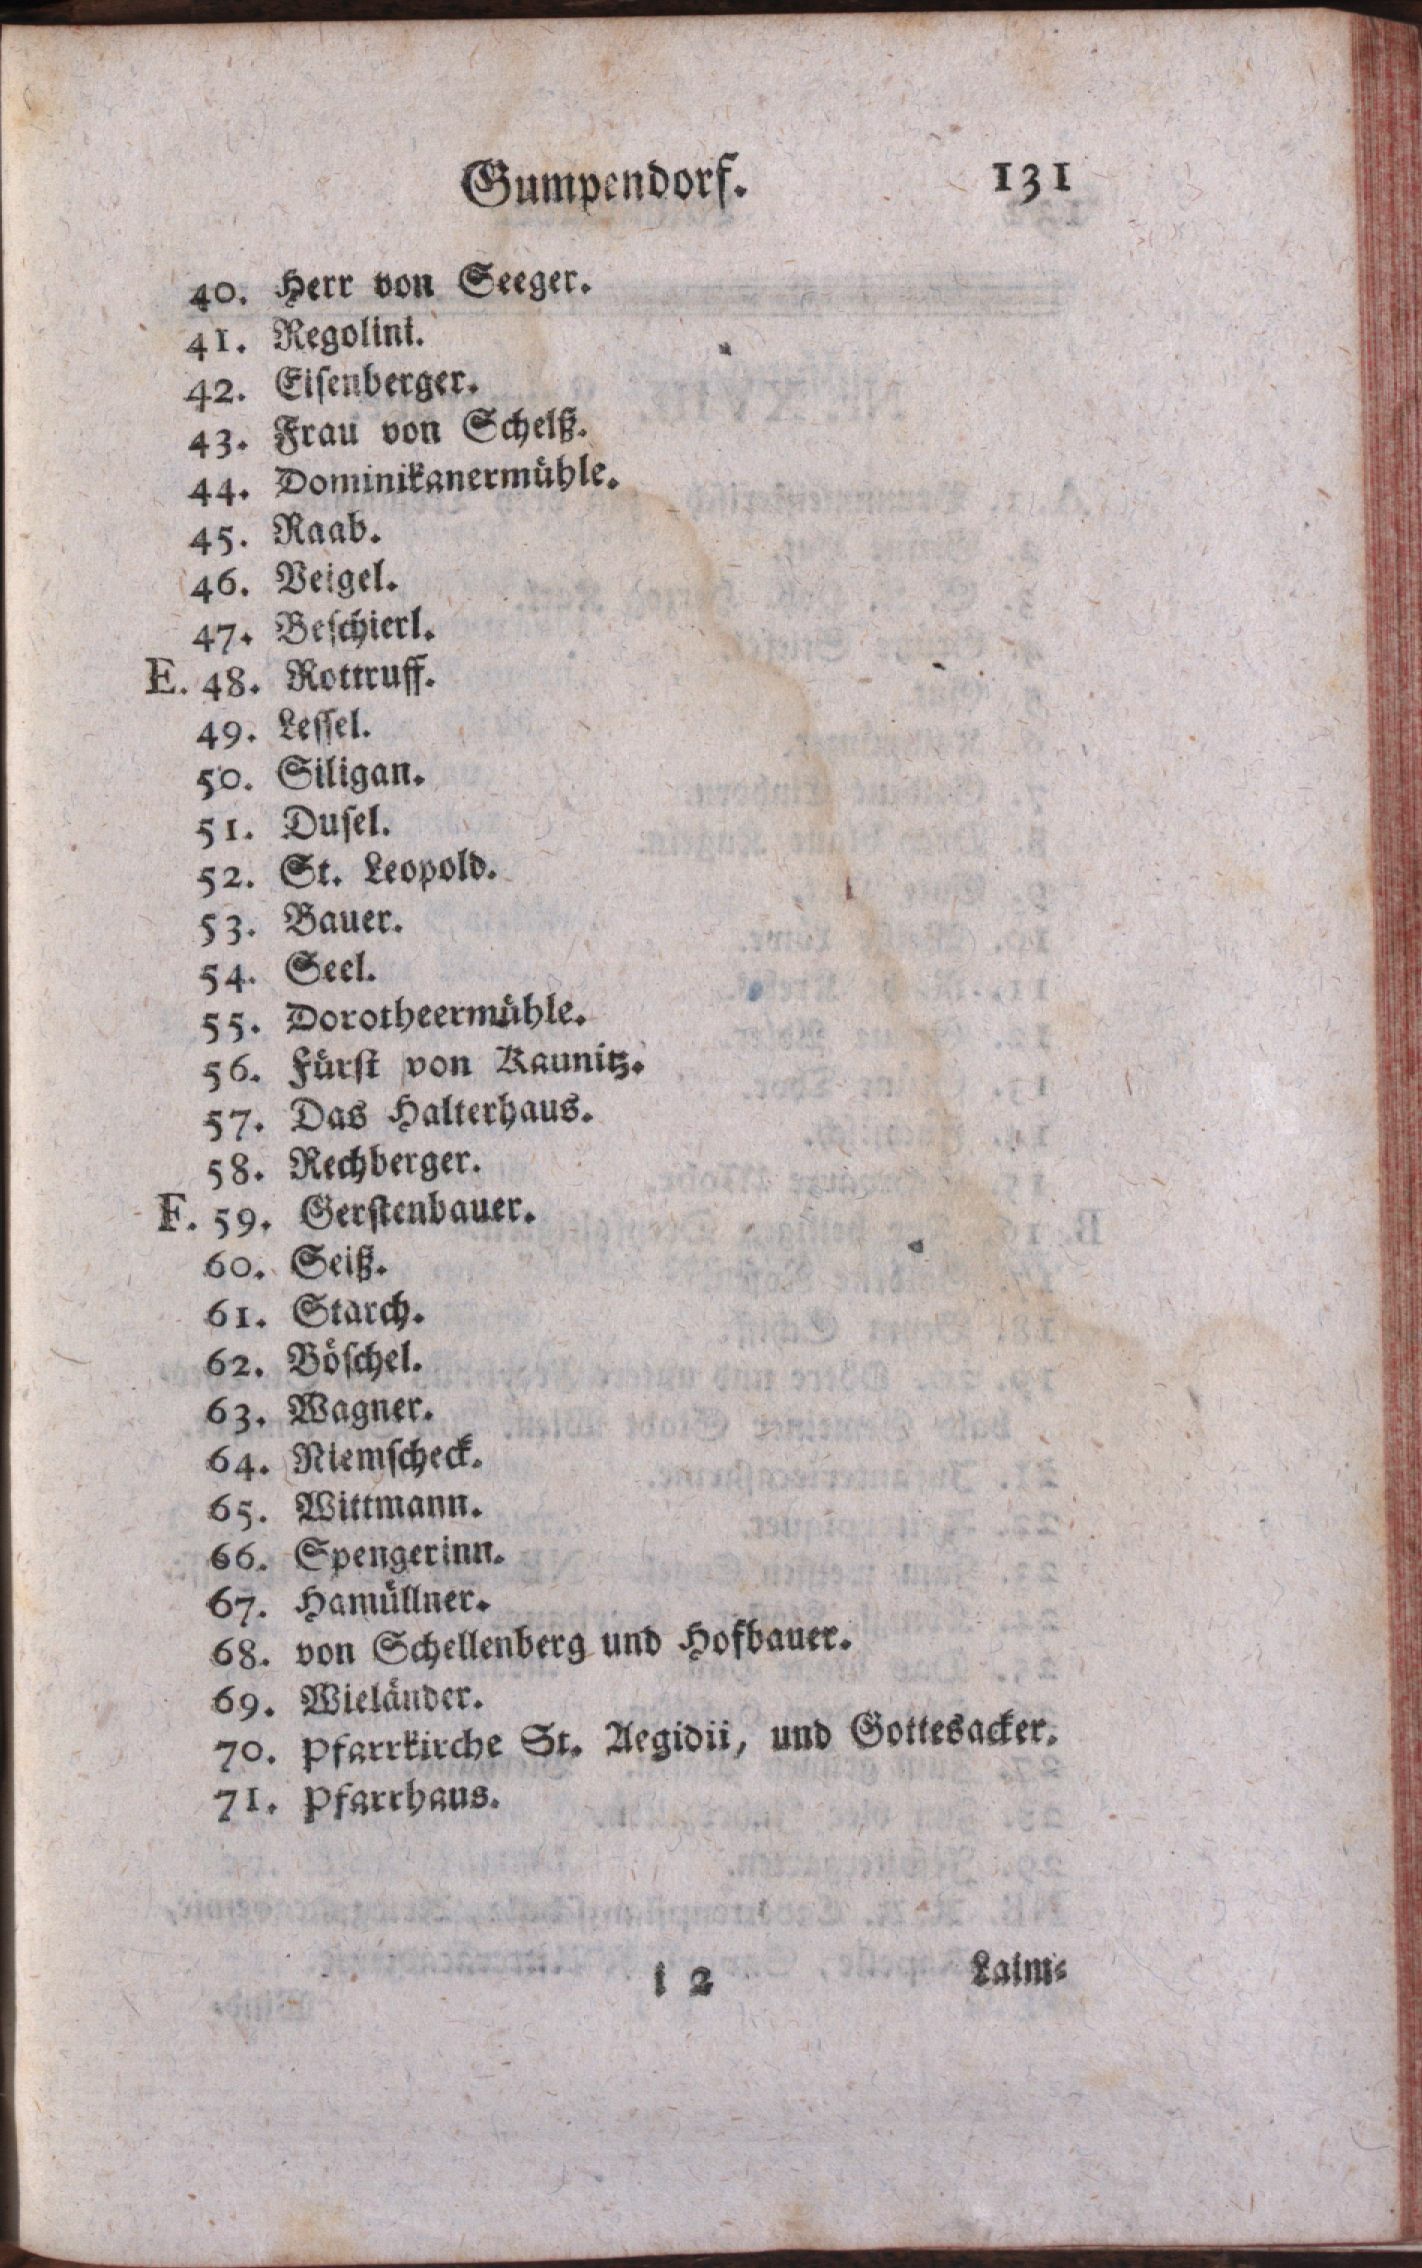 Gumpendorf. 131
40. Herr von Seeger.
41. Regolini.
42. Eisenberger.
43. Frau von Schelß.
44. Dominikanermühle.
45. Raab.
46. Veigel.
47. Beschierl.
E. 48. Rottruff.
49. Lessel.
50. Siligan.
51. Dusel.
52. St. Leopold.
53. Bauer.
54. Seel.
55. Dorotheermühle.
56. Fürst von Kaunitz.
57. Das Halterhaus.
58. Rechberger.
F. 59. Gerstenbauer.
60. Seiß.
61. Starch.
62. Böschel.
63. Wagner.
64. Niemscheck.
65. Wittmann.
66. Spengerinn.
67. Hamüllner.
68. von Schellenberg und Hofbauer.
69. Wieländer.
70. Pfarrkirche St. Aegidii, und Gottesacker.
71. Pfarrhaus.
i 2 Laim-